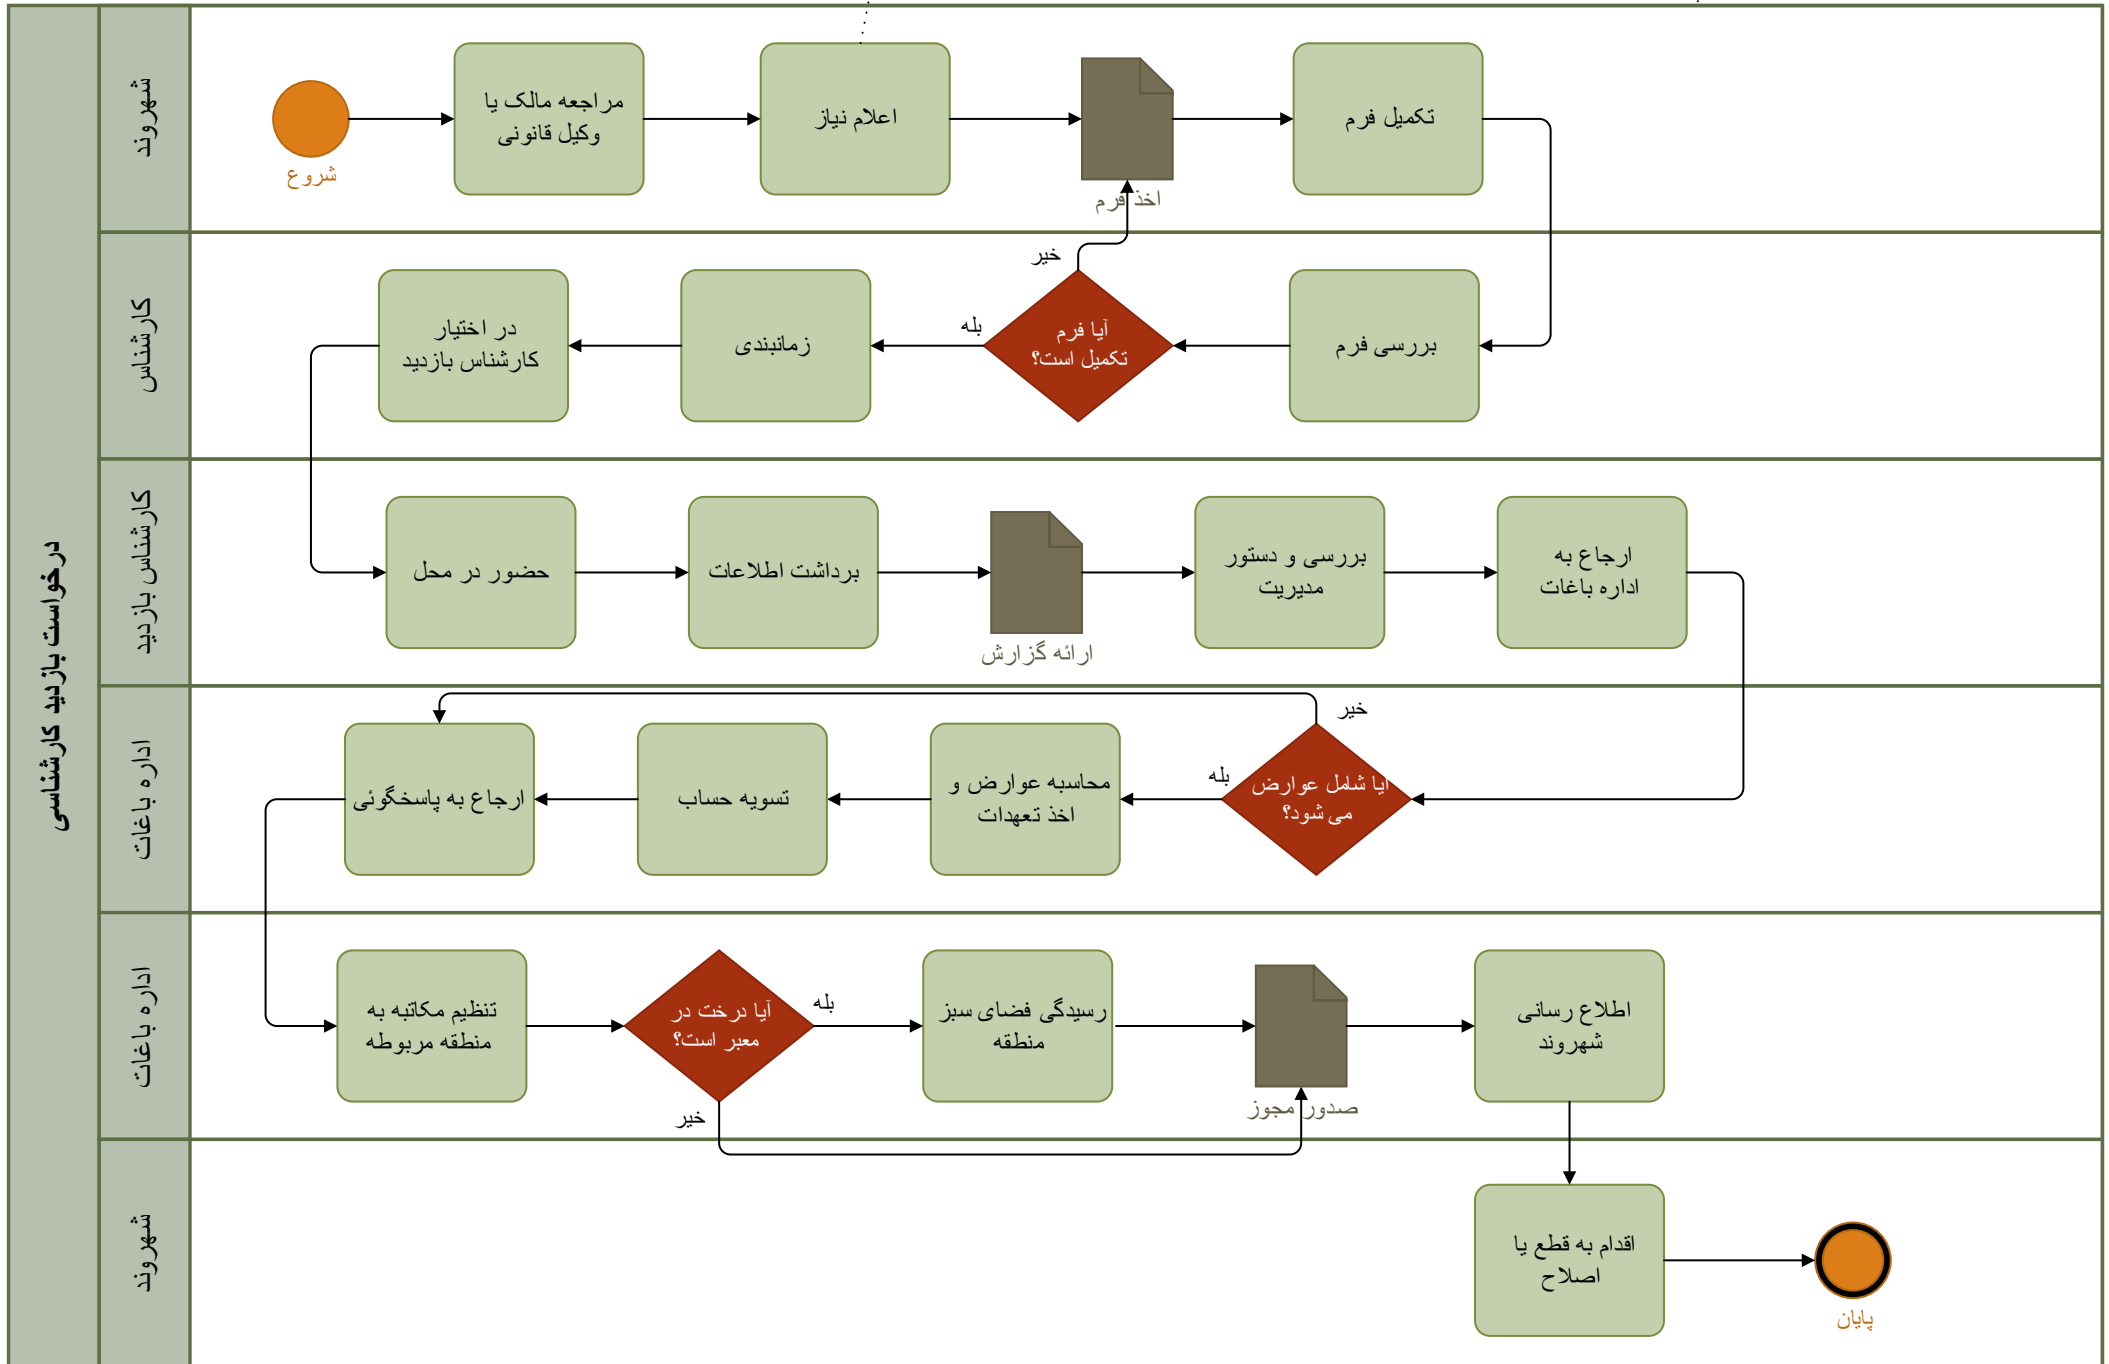 درخواست بازدید کارشناسی
شهروند
شروع
مراجعه مالک یا
وکیل قانونی
اعلام نیاز
اخذ فرم
تکمیل فرم
کارشناس
بررسی فرم
آیا فرم
تکمیل است؟
خیر
بله
زمانبندی
در اختیار
کارشناس بازدید
کارشناس بازدید
حضور در محل
برداشت اطلاعات
ارائه گزارش
بررسی و دستور
مدیریت
ارجاع به
اداره باغات
اداره باغات
آیا شامل عوارض
می شود؟
خیر
بله
محاسبه عوارض و
اخذ تعهدات
تسویه حساب
ارجاع به پاسخگوئی
اداره باغات
تنظیم مکاتبه به
منطقه مربوطه
آیا درخت در
معبر است؟
بله
خیر
رسیدگی فضای سبز
منطقه
صدور مجوز
اطلاع رسانی
شهروند
شهروند
اقدام به قطع یا
اصلاح
پایان